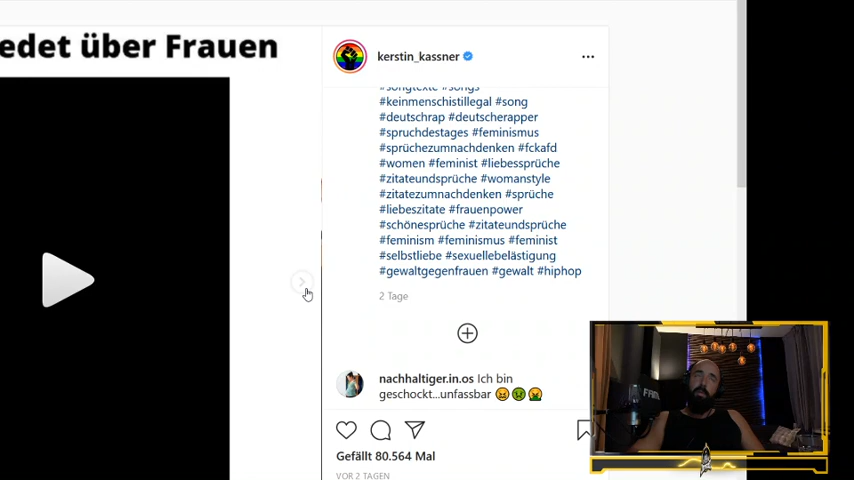 edet über Frauen
kerstin_kassner
#songtexte #songs
#keinmenschistillegal #song
#deutschrap #deutscherapper
#spruchdestages #feminismus
#sprüchezumnachdenken #fckafd
#women #feminist #liebessprüche
#zitateundsprüche #womanstyle
#zitatezumnachdenken #sprüche
#liebeszitate #frauenpower
#schönesprüche #zitateundsprüche
#feminism #feminismus #feminist
#selbstliebe #sexuellebelästigung
#gewaltgegenfrauen #gewalt #hiphop
2 Tage
nachhaltiger.in.os Ich bin
geschockt...unfassbar 😖🤢🤮
Gefällt 80.564 Mal
VOR 2 TAGEN